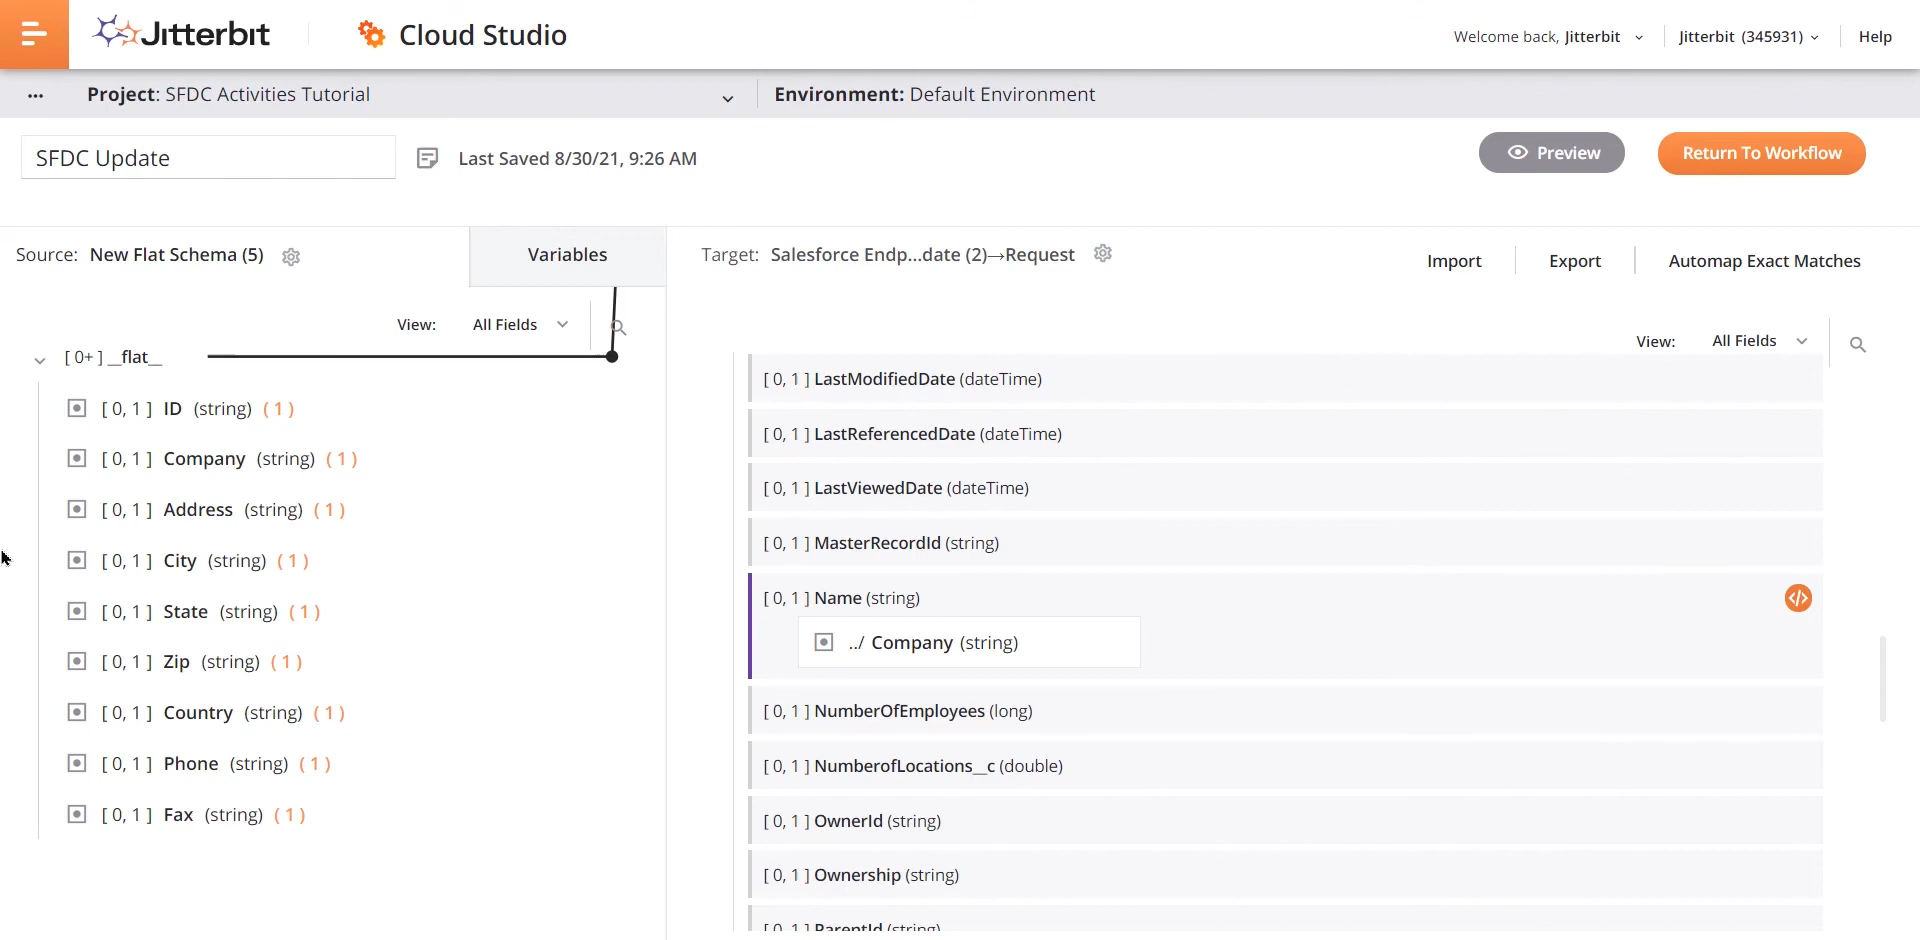 Jitterbit
Cloud Studio
Welcome back, Jitterbit
Jitterbit (345931)
Help
...
Project: SFDC Activities Tutorial
Environment: Default Environment
SFDC Update
Last Saved 8/30/21, 9:26 AM
Preview
Return To Workflow
Source: New Flat Schema (5)
Variables
View: All Fields
[ 0+ ] __flat__
[ 0, 1 ] ID (string) ( 1 )
[ 0, 1 ] Company (string) ( 1 )
[ 0, 1 ] Address (string) ( 1 )
[ 0, 1 ] City (string) ( 1 )
[ 0, 1 ] State (string) ( 1 )
[ 0, 1 ] Zip (string) ( 1 )
[ 0, 1 ] Country (string) ( 1 )
[ 0, 1 ] Phone (string) ( 1 )
[ 0, 1 ] Fax (string) ( 1 )
Target: Salesforce Endp...date (2)→Request
Import
Export
Automap Exact Matches
View: All Fields
[ 0, 1 ] LastModifiedDate (dateTime)
[ 0, 1 ] LastReferencedDate (dateTime)
[ 0, 1 ] LastViewedDate (dateTime)
[ 0, 1 ] MasterRecordId (string)
[ 0, 1 ] Name (string)
</>
../ Company (string)
[ 0, 1 ] NumberOfEmployees (long)
[ 0, 1 ] NumberofLocations__c (double)
[ 0, 1 ] OwnerId (string)
[ 0, 1 ] Ownership (string)
[ 0, 1 ] ParentId (string)